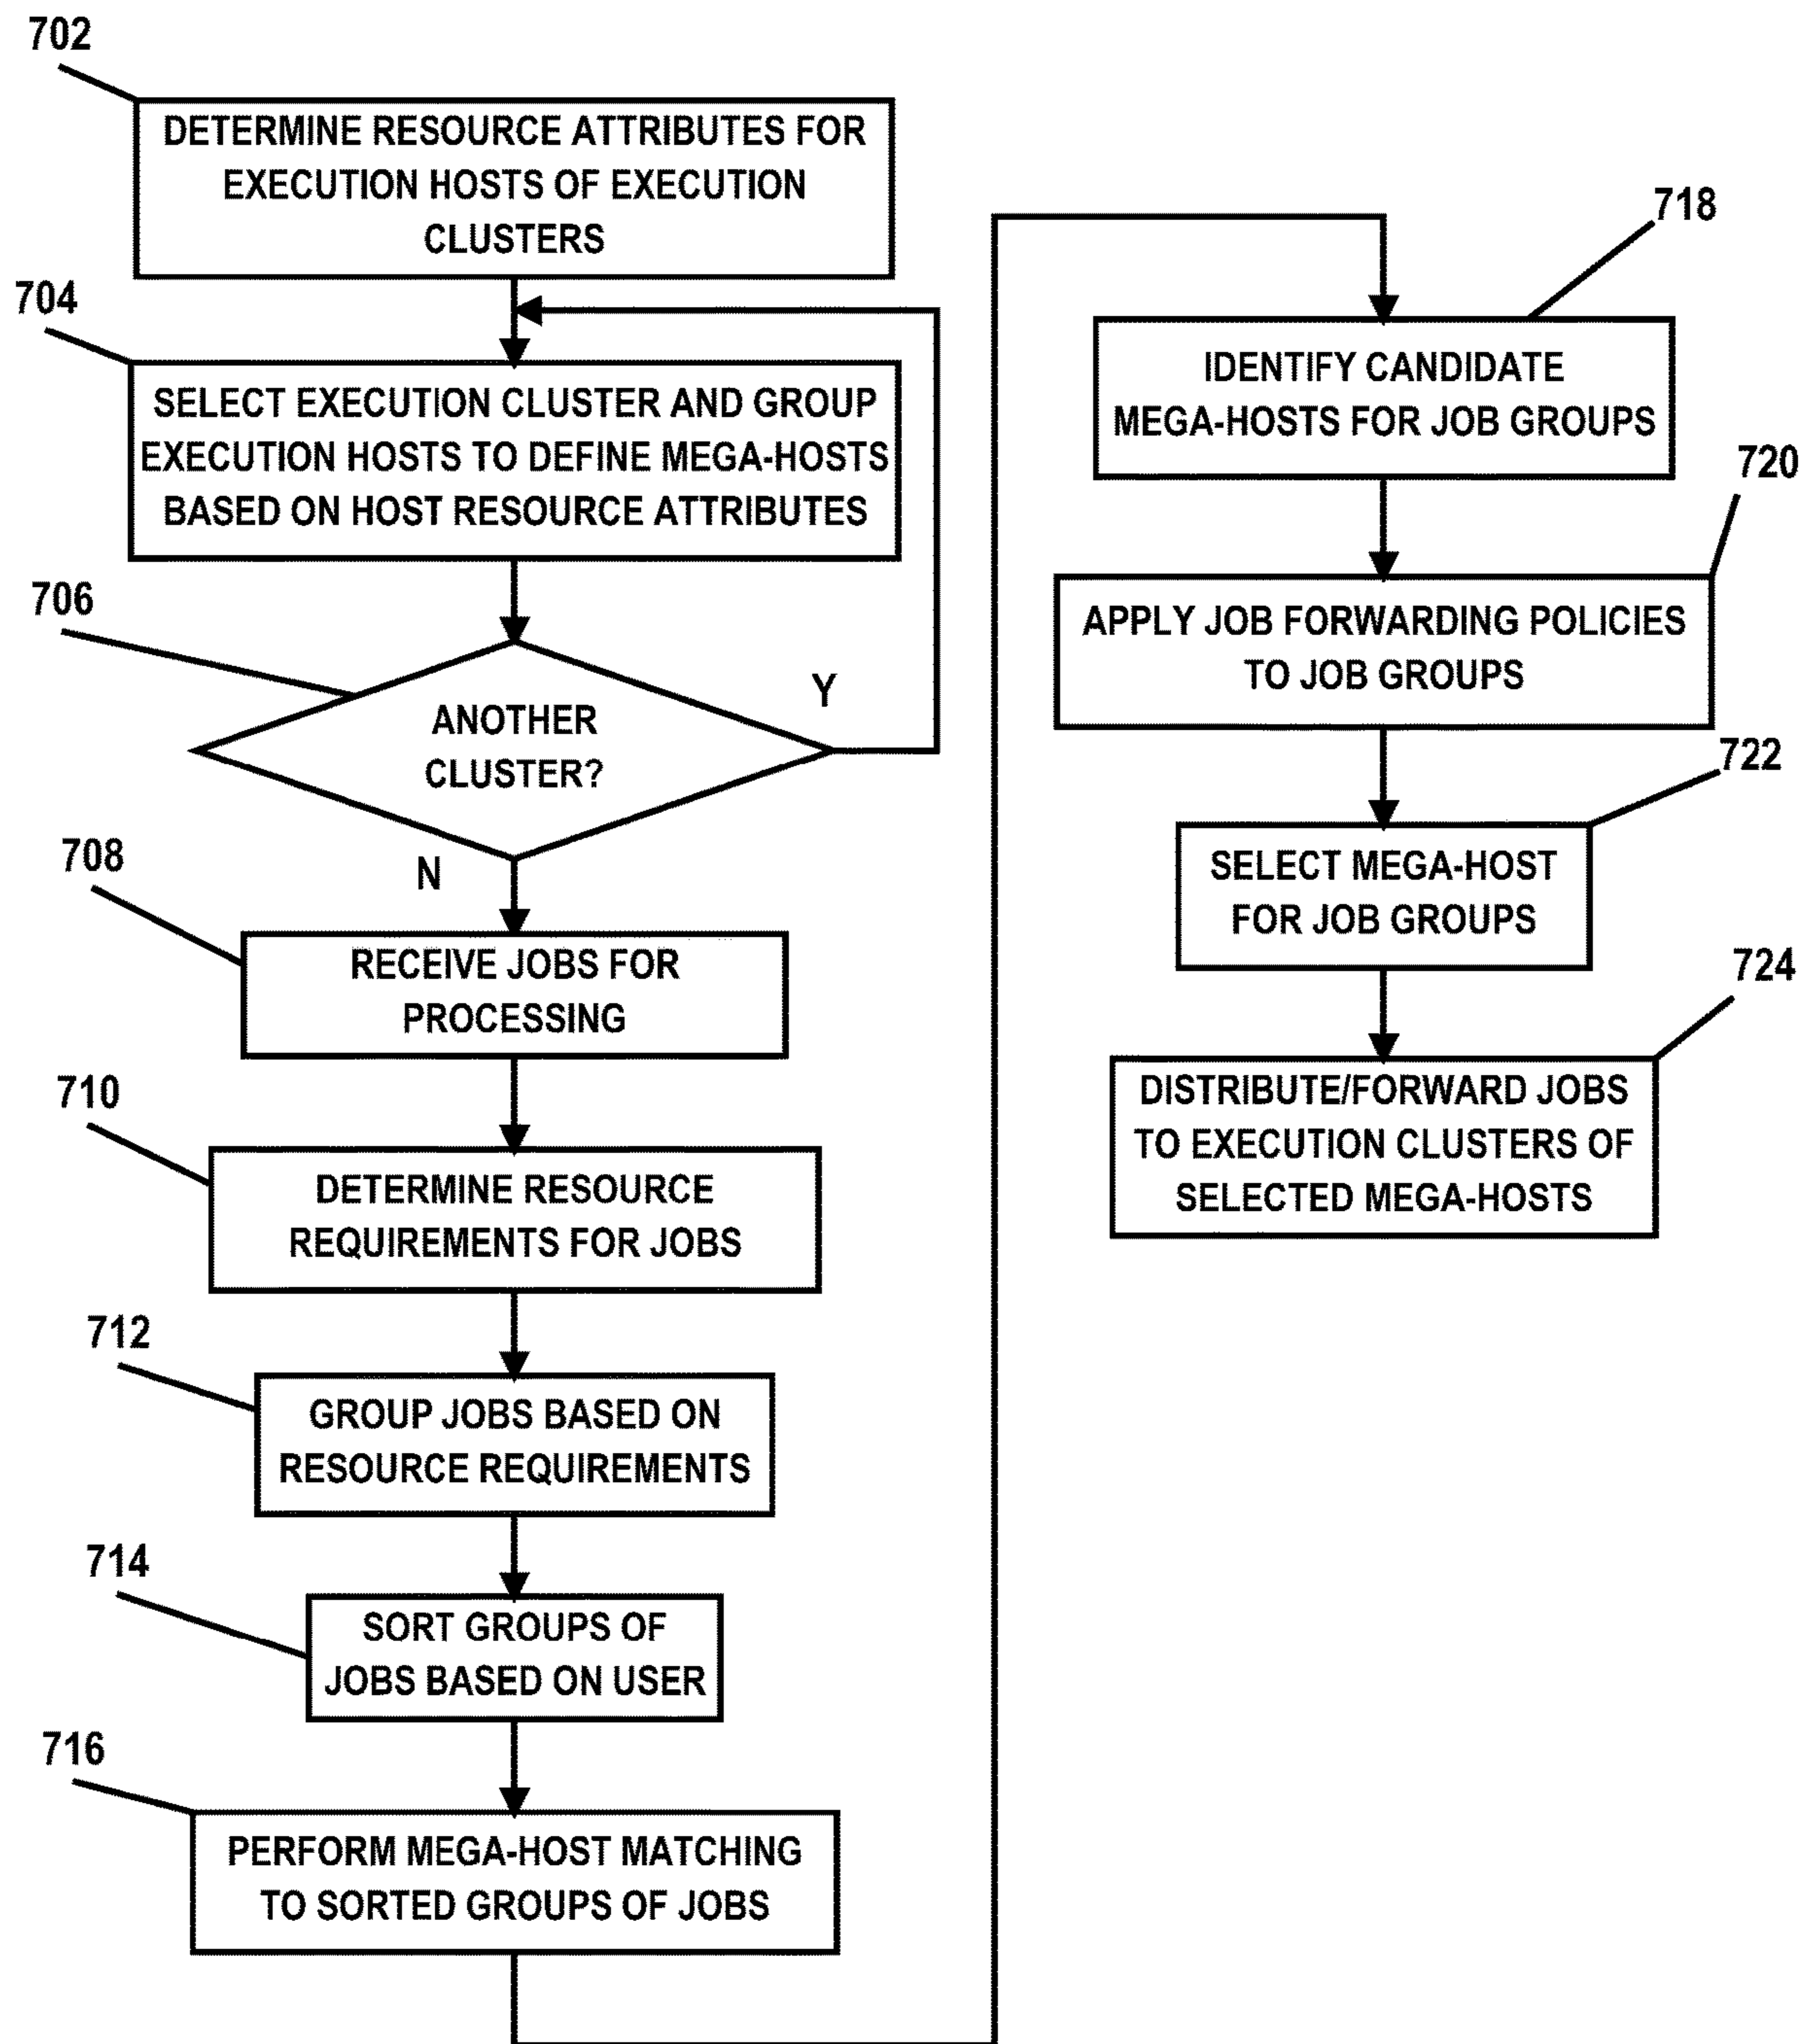 702
DETERMINE RESOURCE ATTRIBUTES FOR
EXECUTION HOSTS OF EXECUTION
CLUSTERS
704
SELECT EXECUTION CLUSTER AND GROUP
EXECUTION HOSTS TO DEFINE MEGA-HOSTS
BASED ON HOST RESOURCE ATTRIBUTES
706
ANOTHER
CLUSTER?
Y
N
708
RECEIVE JOBS FOR
PROCESSING
710
DETERMINE RESOURCE
REQUIREMENTS FOR JOBS
712
GROUP JOBS BASED ON
RESOURCE REQUIREMENTS
714
SORT GROUPS OF
JOBS BASED ON USER
716
PERFORM MEGA-HOST MATCHING
TO SORTED GROUPS OF JOBS
718
IDENTIFY CANDIDATE
MEGA-HOSTS FOR JOB GROUPS
720
APPLY JOB FORWARDING POLICIES
TO JOB GROUPS
722
SELECT MEGA-HOST
FOR JOB GROUPS
724
DISTRIBUTE/FORWARD JOBS
TO EXECUTION CLUSTERS OF
SELECTED MEGA-HOSTS